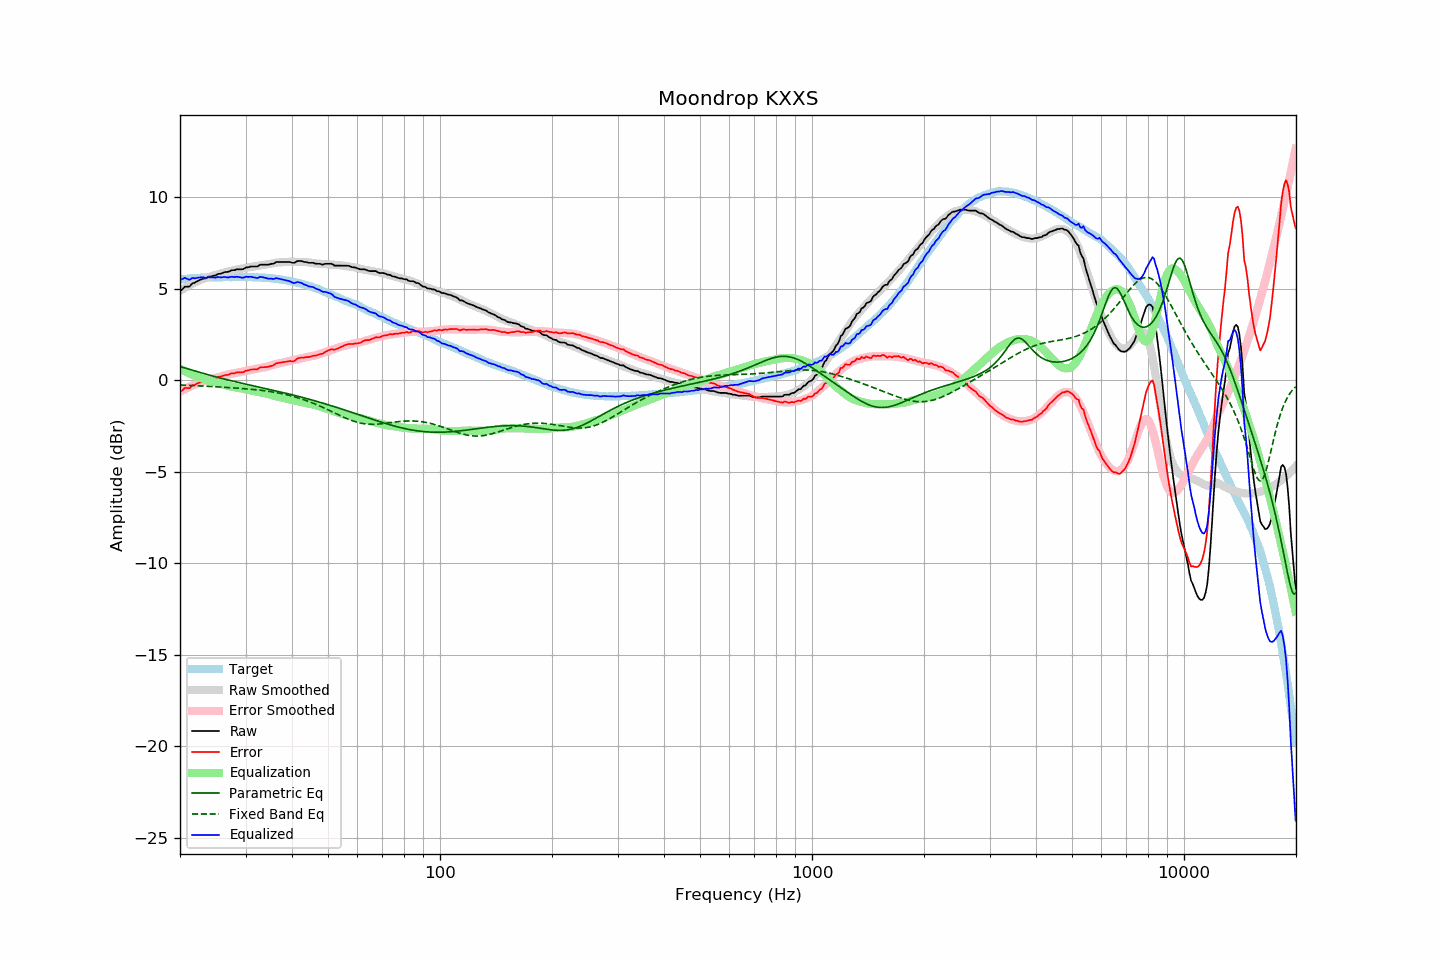 Moondrop KXXS
Amplitude (dBr)
10
5
0
−5
−10
−15
−20
−25
Target
Raw Smoothed
Error Smoothed
Raw
Error
Equalization
Parametric Eq
Fixed Band Eq
Equalized
100
1000
10000
Frequency (Hz)